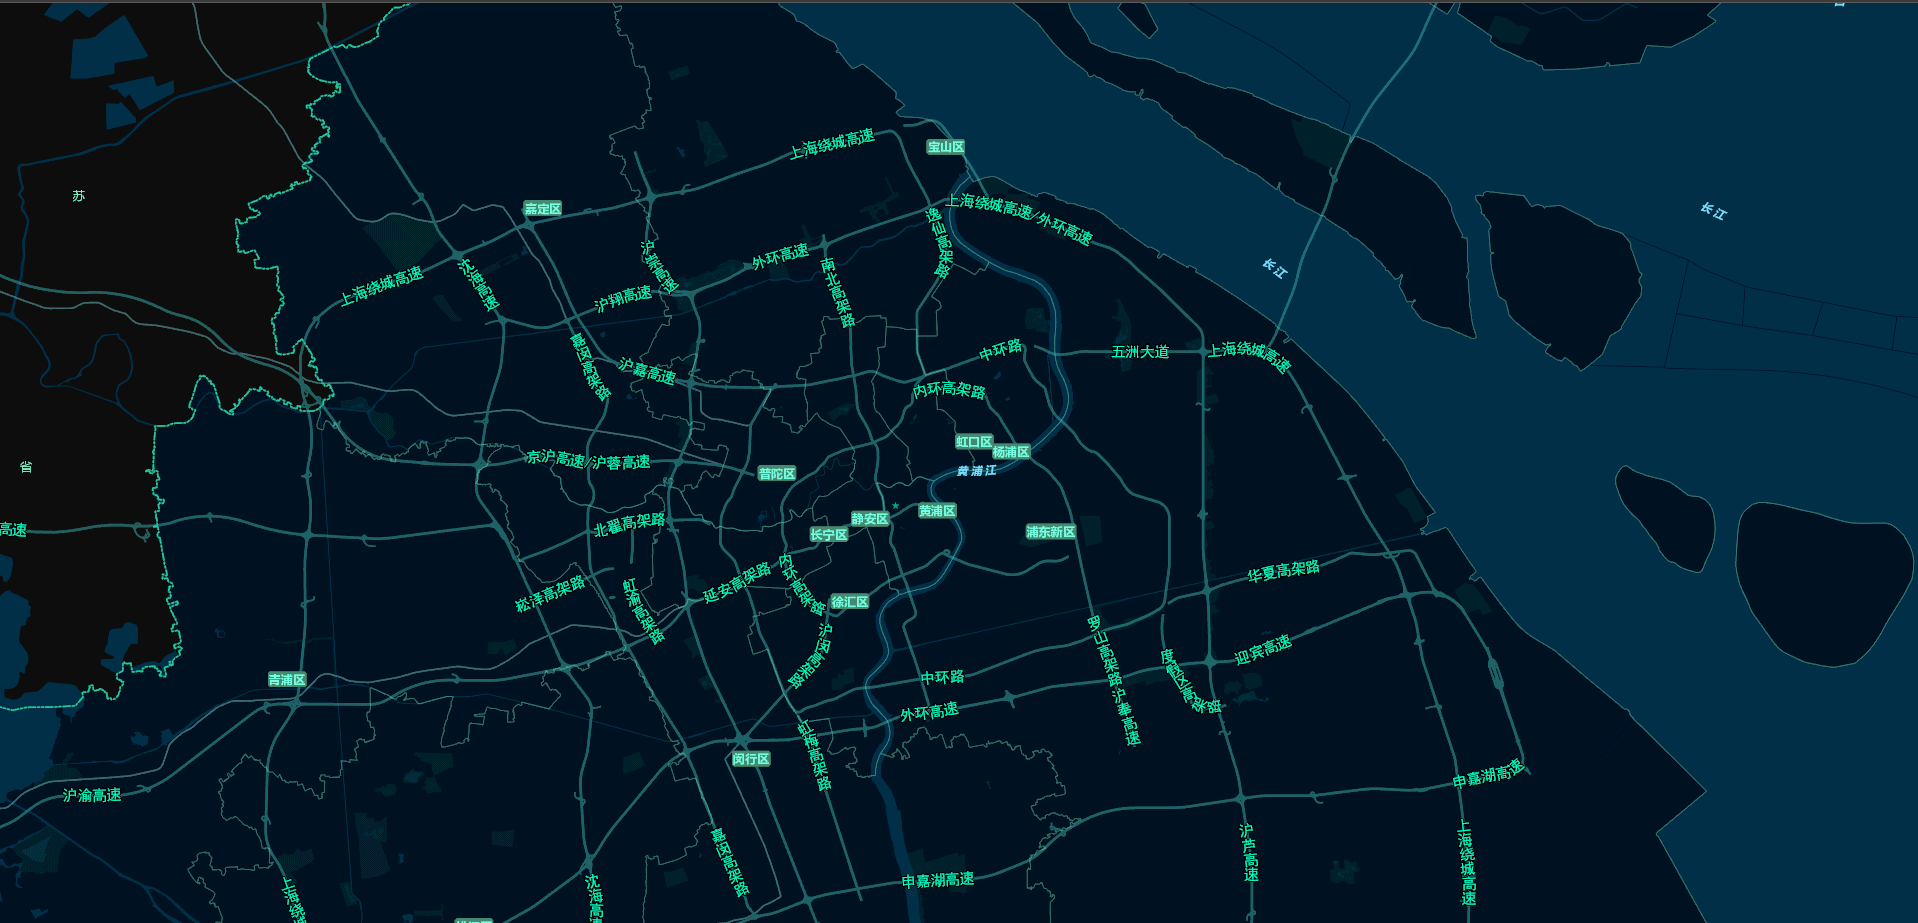 宝山区
上海绕城高速
苏
嘉定区
上海绕城高速/外环高速
长江
逸仙高架路
沪崇高速
外环高速
南北高架路
长江
沈海高速
上海绕城高速
沪翔高速
嘉闵高架路
沪嘉高速
中环路
五洲大道
上海绕城高速
内环高架路
虹口区
杨浦区
京沪高速/沪蓉高速
省
普陀区
黄浦江
黄浦区
静安区
北翟高架路
高速
长宁区
浦东新区
内环高架路
延安高架路
华夏高架路
崧泽高架路
虹渝高架路
徐汇区
沪闵高架路
罗山高架路
迎宾高速
度假区高架路
青浦区
中环路
沪奉高速
外环高速
虹梅高架路
闵行区
申嘉湖高速
沪渝高速
嘉闵高架路
沪芦高速
上海绕城高速
申嘉湖高速
上海绕
沈海高